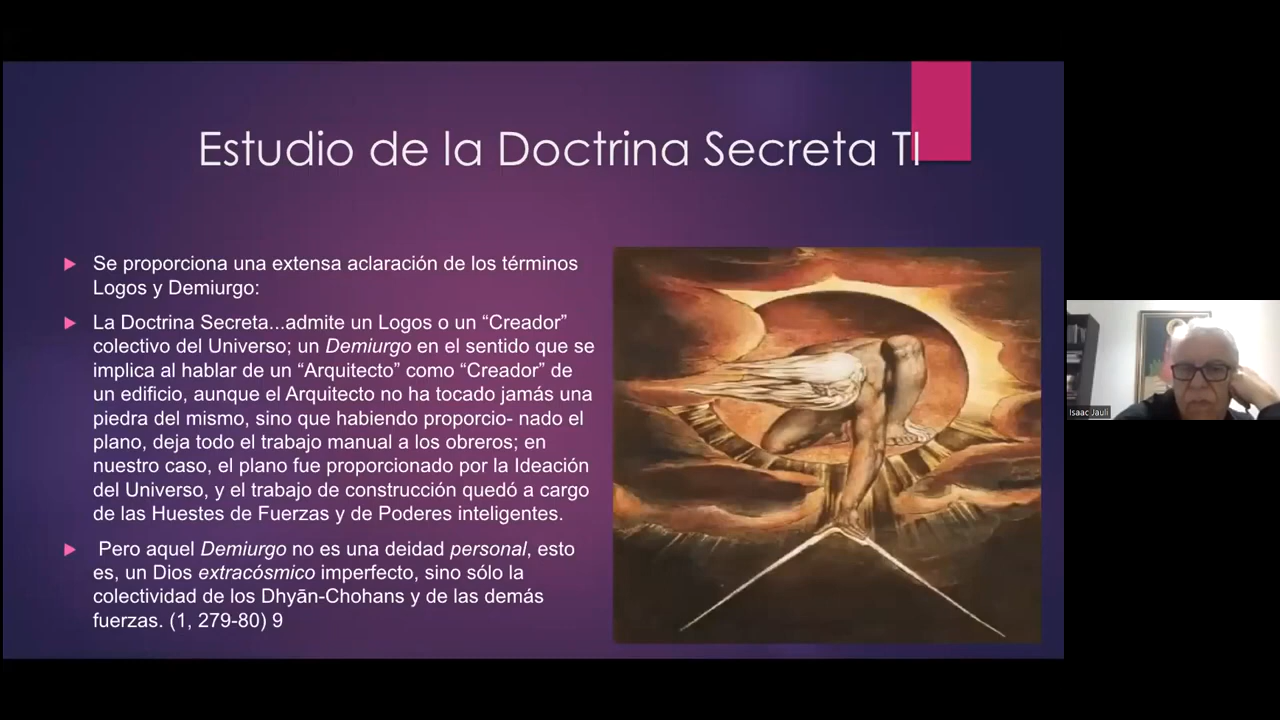 Estudio de la Doctrina Secreta TI
Se proporciona una extensa aclaración de los términos
Logos y Demiurgo:
La Doctrina Secreta...admite un Logos o un “Creador”
colectivo del Universo; un Demiurgo en el sentido que se
implica al hablar de un “Arquitecto” como “Creador” de
un edificio, aunque el Arquitecto no ha tocado jamás una
piedra del mismo, sino que habiendo proporcio- nado el
plano, deja todo el trabajo manual a los obreros; en
nuestro caso, el plano fue proporcionado por la Ideación
del Universo, y el trabajo de construcción quedó a cargo
de las Huestes de Fuerzas y de Poderes inteligentes.
Pero aquel Demiurgo no es una deidad personal, esto
es, un Dios extracósmico imperfecto, sino sólo la
colectividad de los Dhyān-Chohans y de las demás
fuerzas. (1, 279-80) 9
Isaac Jauli